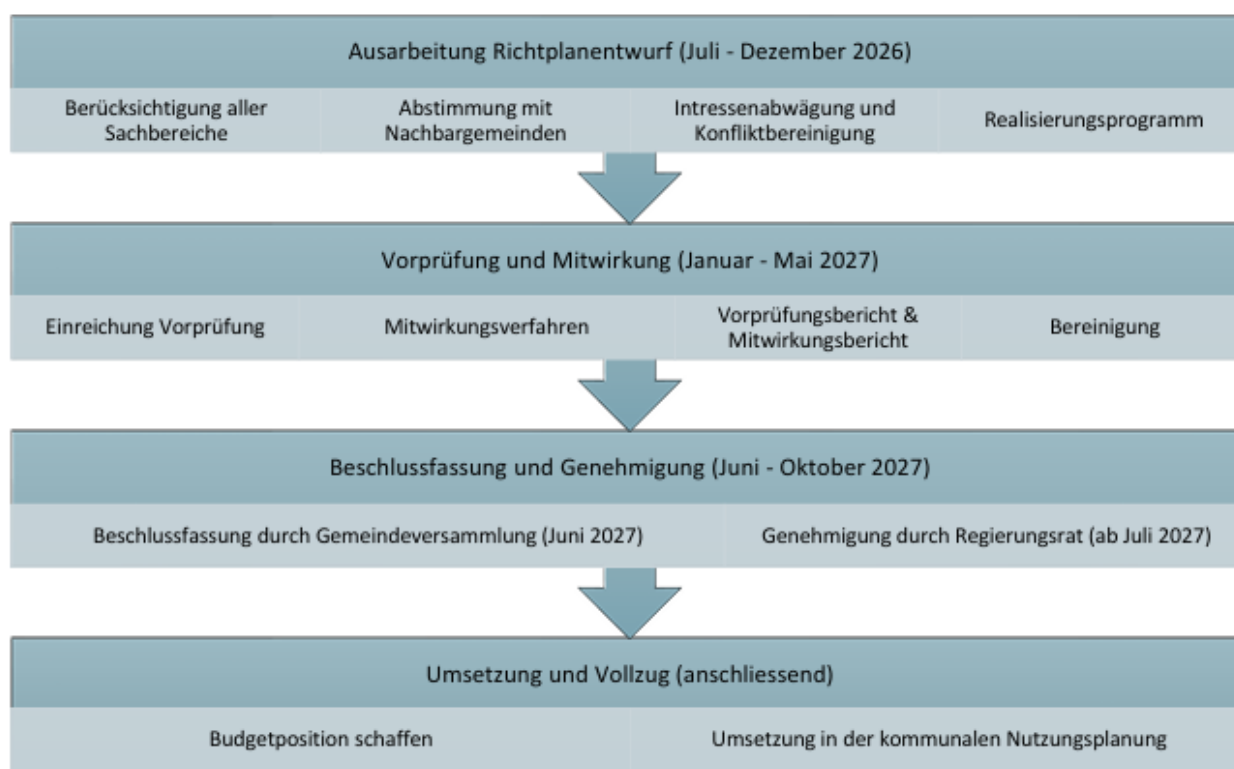 Ausarbeitung Richtplanentwurf (Juli - Dezember 2026)
Berücksichtigung aller
Sachbereiche
Abstimmung mit
Nachbargemeinden
Intressenabwägung und
Konfliktbereinigung
Realisierungsprogramm
Vorprüfung und Mitwirkung (Januar - Mai 2027)
Einreichung Vorprüfung
Mitwirkungsverfahren
Vorprüfungsbericht &
Mitwirkungsbericht
Bereinigung
Beschlussfassung und Genehmigung (Juni - Oktober 2027)
Beschlussfassung durch Gemeindeversammlung (Juni 2027)
Genehmigung durch Regierungsrat (ab Juli 2027)
Umsetzung und Vollzug (anschliessend)
Budgetposition schaffen
Umsetzung in der kommunalen Nutzungsplanung